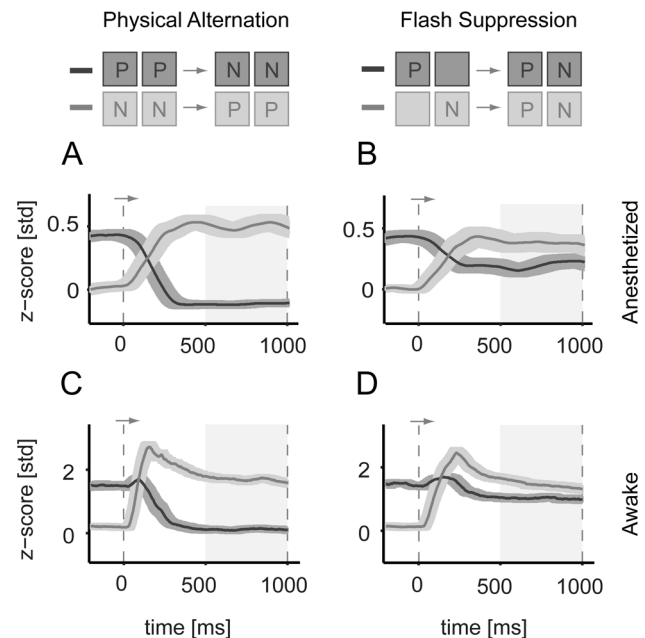 Physical Alternation
Flash Suppression
P P → N N
P → P N
N N → P P
N → P N
A
B
z−score [std]
0.5
0
0 500 1000
0.5
0
0 500 1000
Anesthetized
C
D
z−score [std]
2
0
0 500 1000
time [ms]
2
0
0 500 1000
time [ms]
Awake